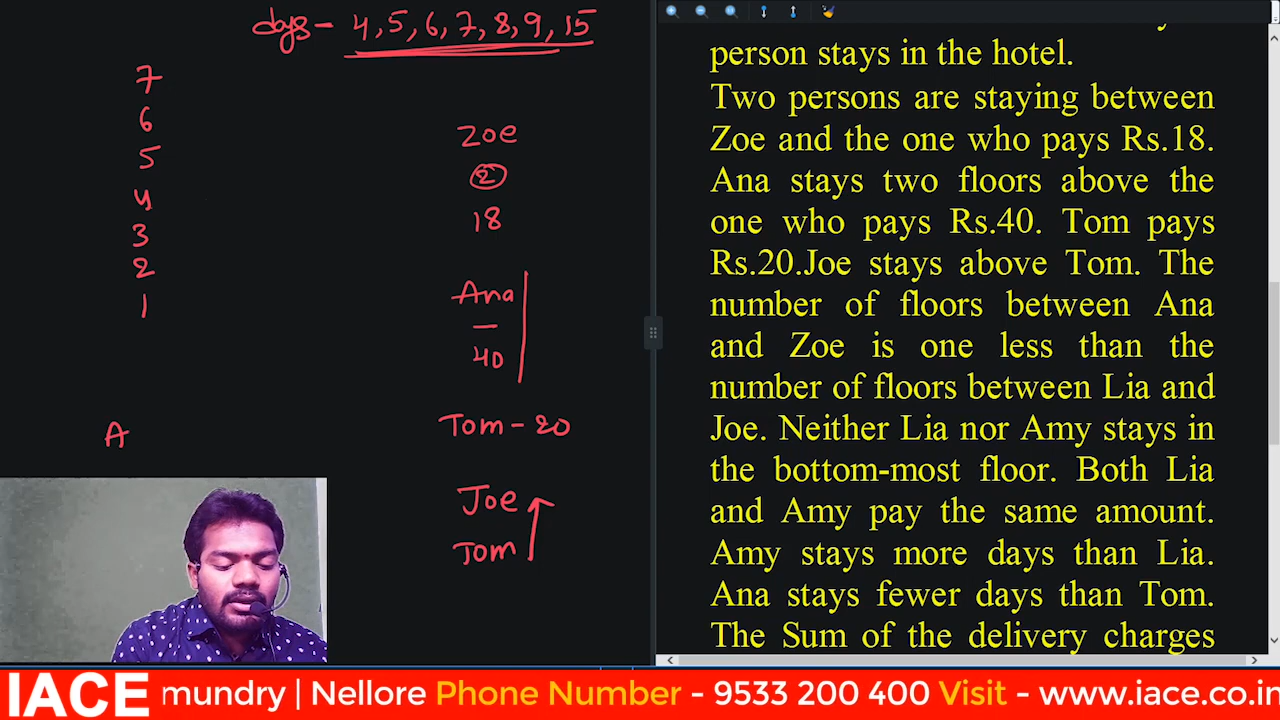 days - 4, 5, 6, 7, 8, 9, 15
7
6
5
4
3
2
1
A
Zoe
2
18
Ana
40
Tom - 20
Joe
Tom
person stays in the hotel.
Two persons are staying between
Zoe and the one who pays Rs.18.
Ana stays two floors above the
one who pays Rs.40. Tom pays
Rs.20.Joe stays above Tom. The
number of floors between Ana
and Zoe is one less than the
number of floors between Lia and
Joe. Neither Lia nor Amy stays in
the bottom-most floor. Both Lia
and Amy pay the same amount.
Amy stays more days than Lia.
Ana stays fewer days than Tom.
The Sum of the delivery charges
IACE mundry | Nellore Phone Number - 9533 200 400 Visit - www.iace.co.in